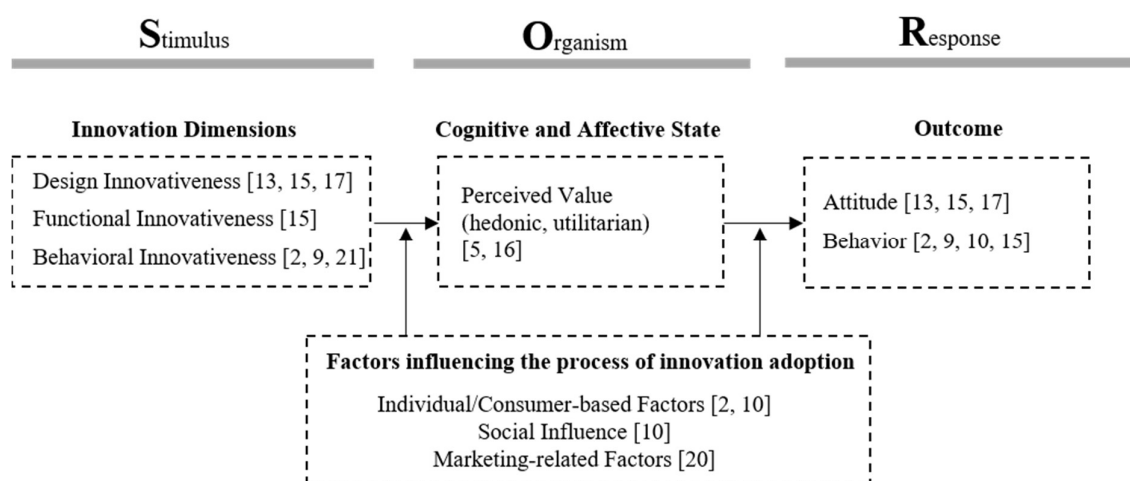 Stimulus
Organism
Response
Innovation Dimensions
Design Innovativeness [13, 15, 17]
Functional Innovativeness [15]
Behavioral Innovativeness [2, 9, 21]
Cognitive and Affective State
Perceived Value
(hedonic, utilitarian)
[5, 16]
Outcome
Attitude [13, 15, 17]
Behavior [2, 9, 10, 15]
Factors influencing the process of innovation adoption
Individual/Consumer-based Factors [2, 10]
Social Influence [10]
Marketing-related Factors [20]